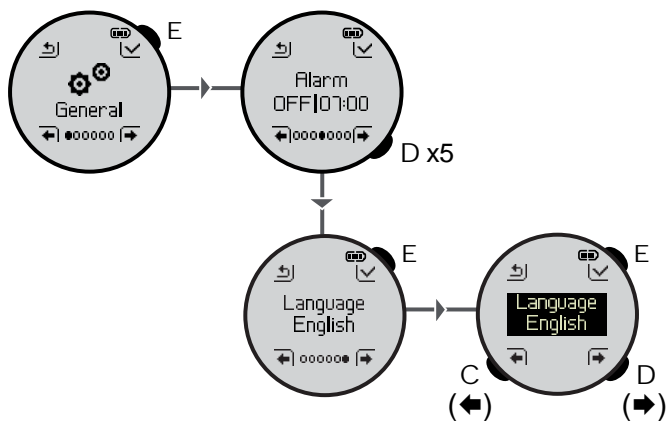 E
General
Alarm
OFF|07:00
D x5
E
Language
English
E
Language
English
C
(←)
D
(→)